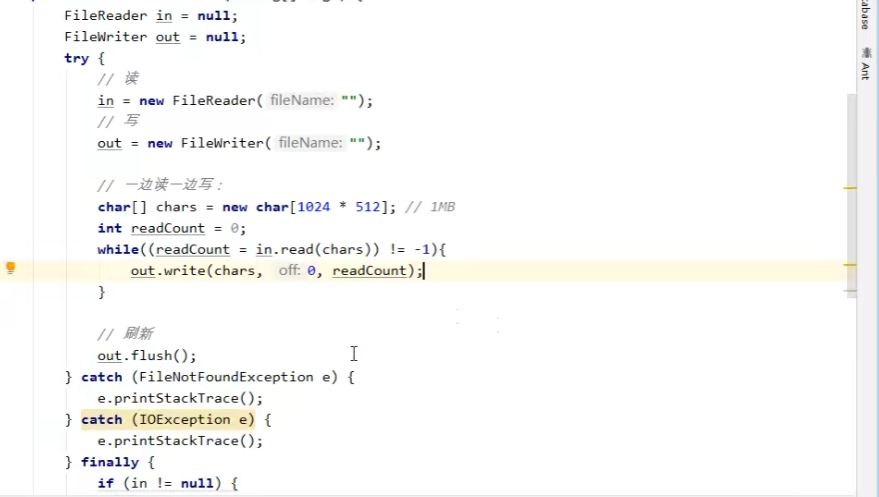 FileReader in = null;
FileWriter out = null;
try {
// 读
in = new FileReader( fileName: "");
// 写
out = new FileWriter( fileName: "");
// 一边读一边写：
char[] chars = new char[1024 * 512]; // 1MB
int readCount = 0;
while((readCount = in.read(chars)) != -1){
out.write(chars, off: 0, readCount);
}
// 刷新
out.flush();
} catch (FileNotFoundException e) {
e.printStackTrace();
} catch (IOException e) {
e.printStackTrace();
} finally {
if (in != null) {
Ant